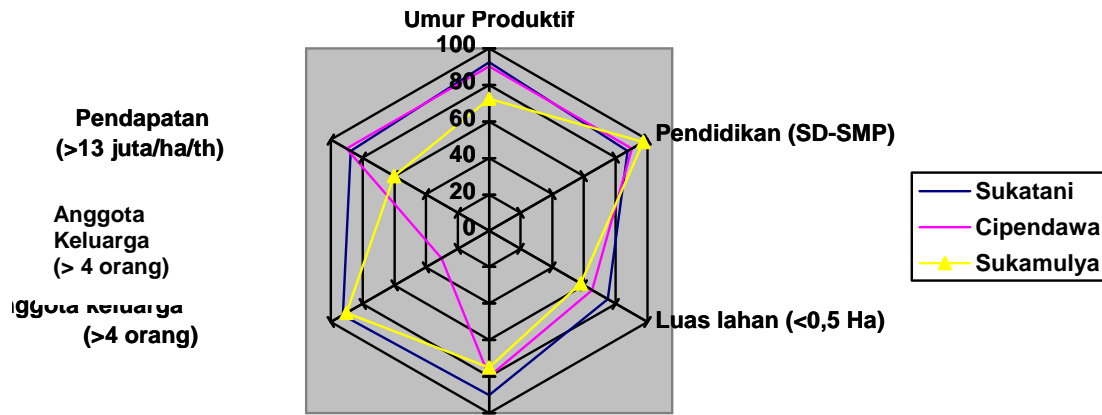 Umur Produktif
100
80
60
40
20
0
Pendapatan
(>13 juta/ha/th)
Pendidikan (SD-SMP)
Anggota
Keluarga
(> 4 orang)
(>4 orang)
Luas lahan (<0,5 Ha)
Sukatani
Cipendawa
Sukamulya